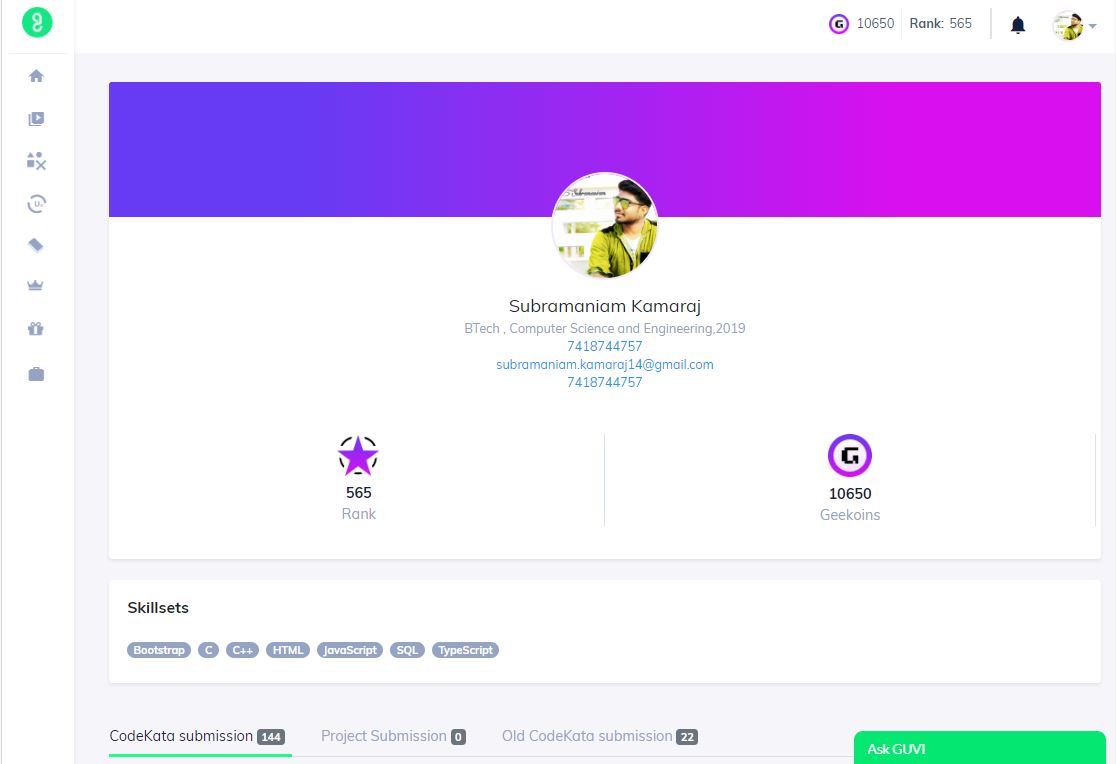 10650 Rank: 565
Subramaniam Kamaraj
BTech , Computer Science and Engineering,2019
7418744757
subramaniam.kamaraj14@gmail.com
7418744757
565
Rank
10650
Geekoins
Skillsets
Bootstrap C C++ HTML JavaScript SQL TypeScript
CodeKata submission 144 Project Submission 0 Old CodeKata submission 22
Ask GUVI